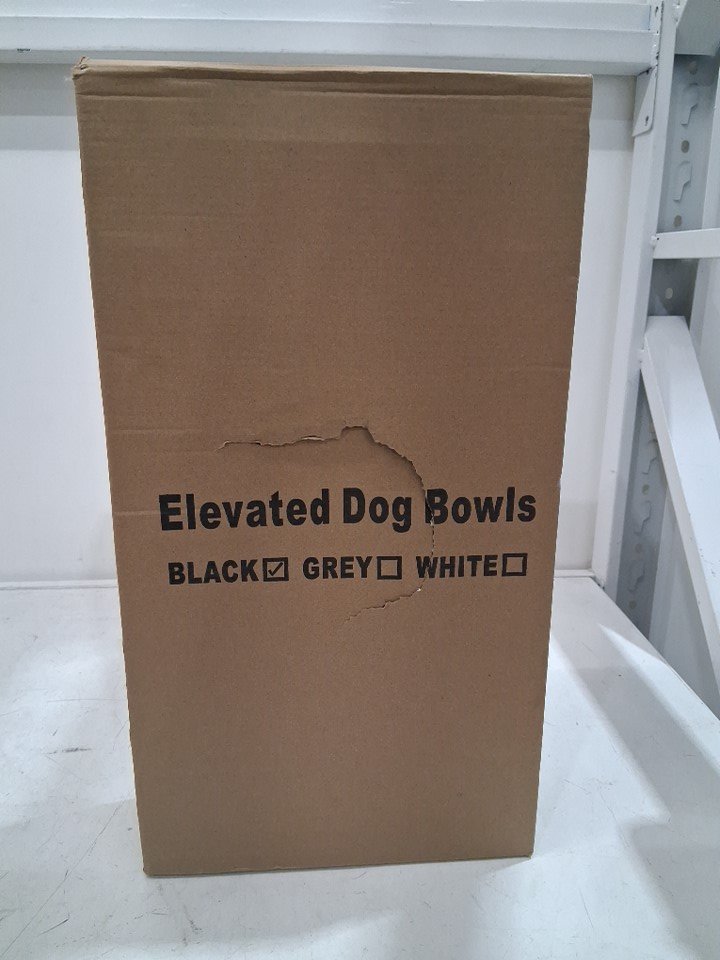 Elevated Dog Bowls
BLACK☑ GREY☐ WHITE☐